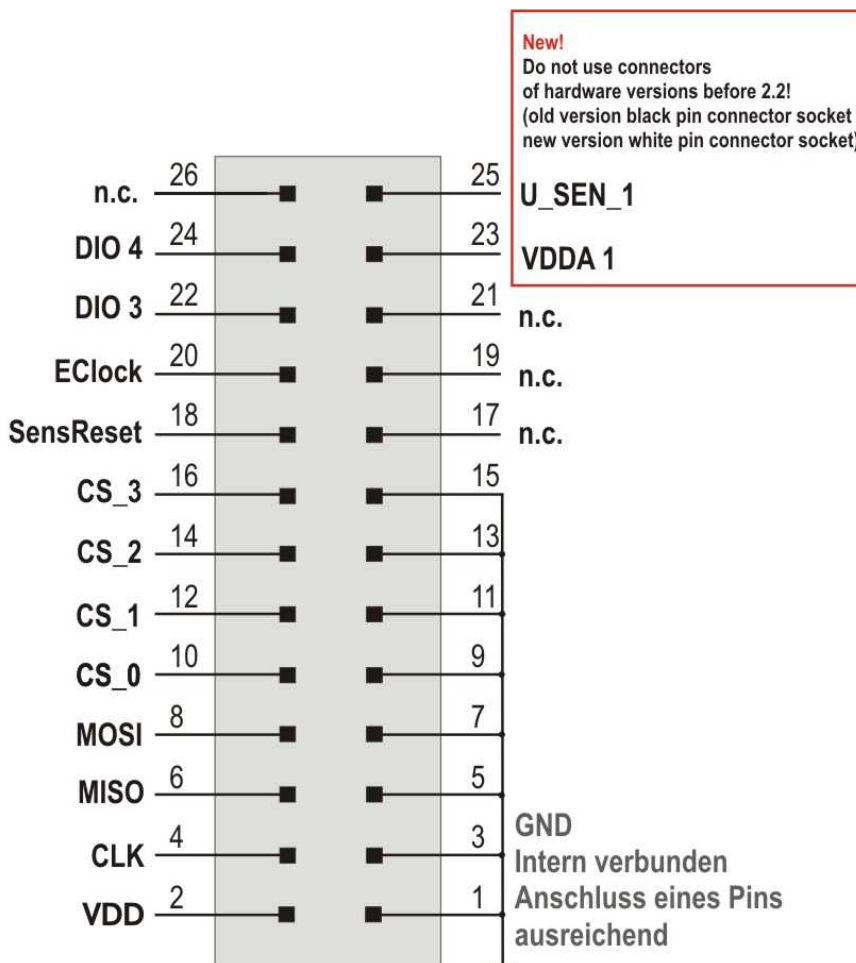 New!
Do not use connectors
of hardware versions before 2.2!
(old version black pin connector socket
new version white pin connector socket)
n.c. 26 25 U_SEN_1
DIO 4 24 23 VDDA 1
DIO 3 22 21 n.c.
EClock 20 19 n.c.
SensReset 18 17 n.c.
CS_3 16 15
CS_2 14 13
CS_1 12 11
CS_0 10 9
MOSI 8 7
MISO 6 5
CLK 4 3
VDD 2 1
GND
Intern verbunden
Anschluss eines Pins
ausreichend